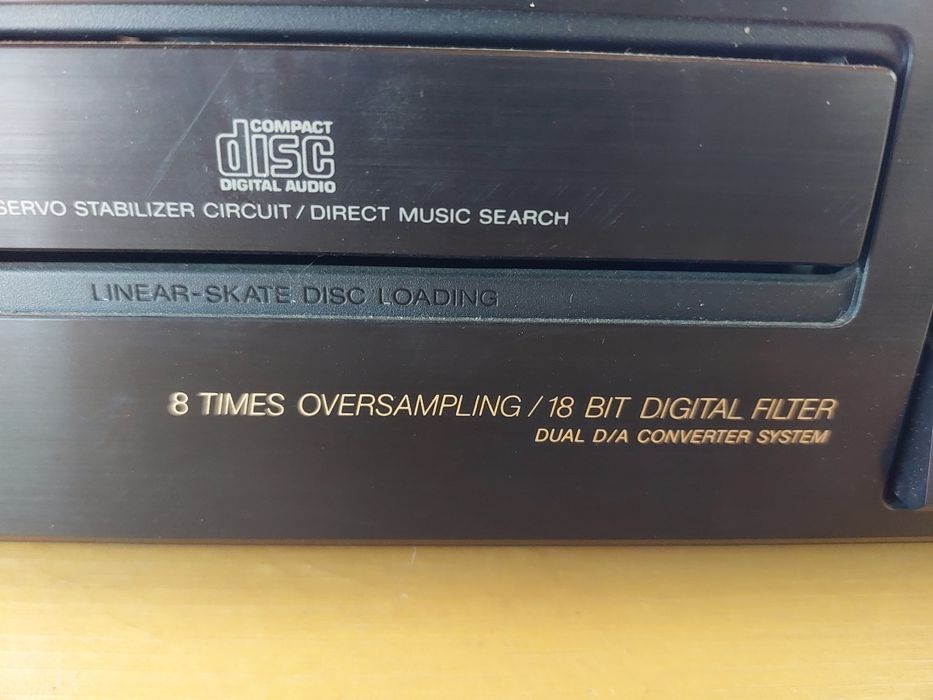 COMPACT
disc
DIGITAL AUDIO
SERVO STABILIZER CIRCUIT / DIRECT MUSIC SEARCH
LINEAR-SKATE DISC LOADING
8 TIMES OVERSAMPLING / 18 BIT DIGITAL FILTER
DUAL D/A CONVERTER SYSTEM